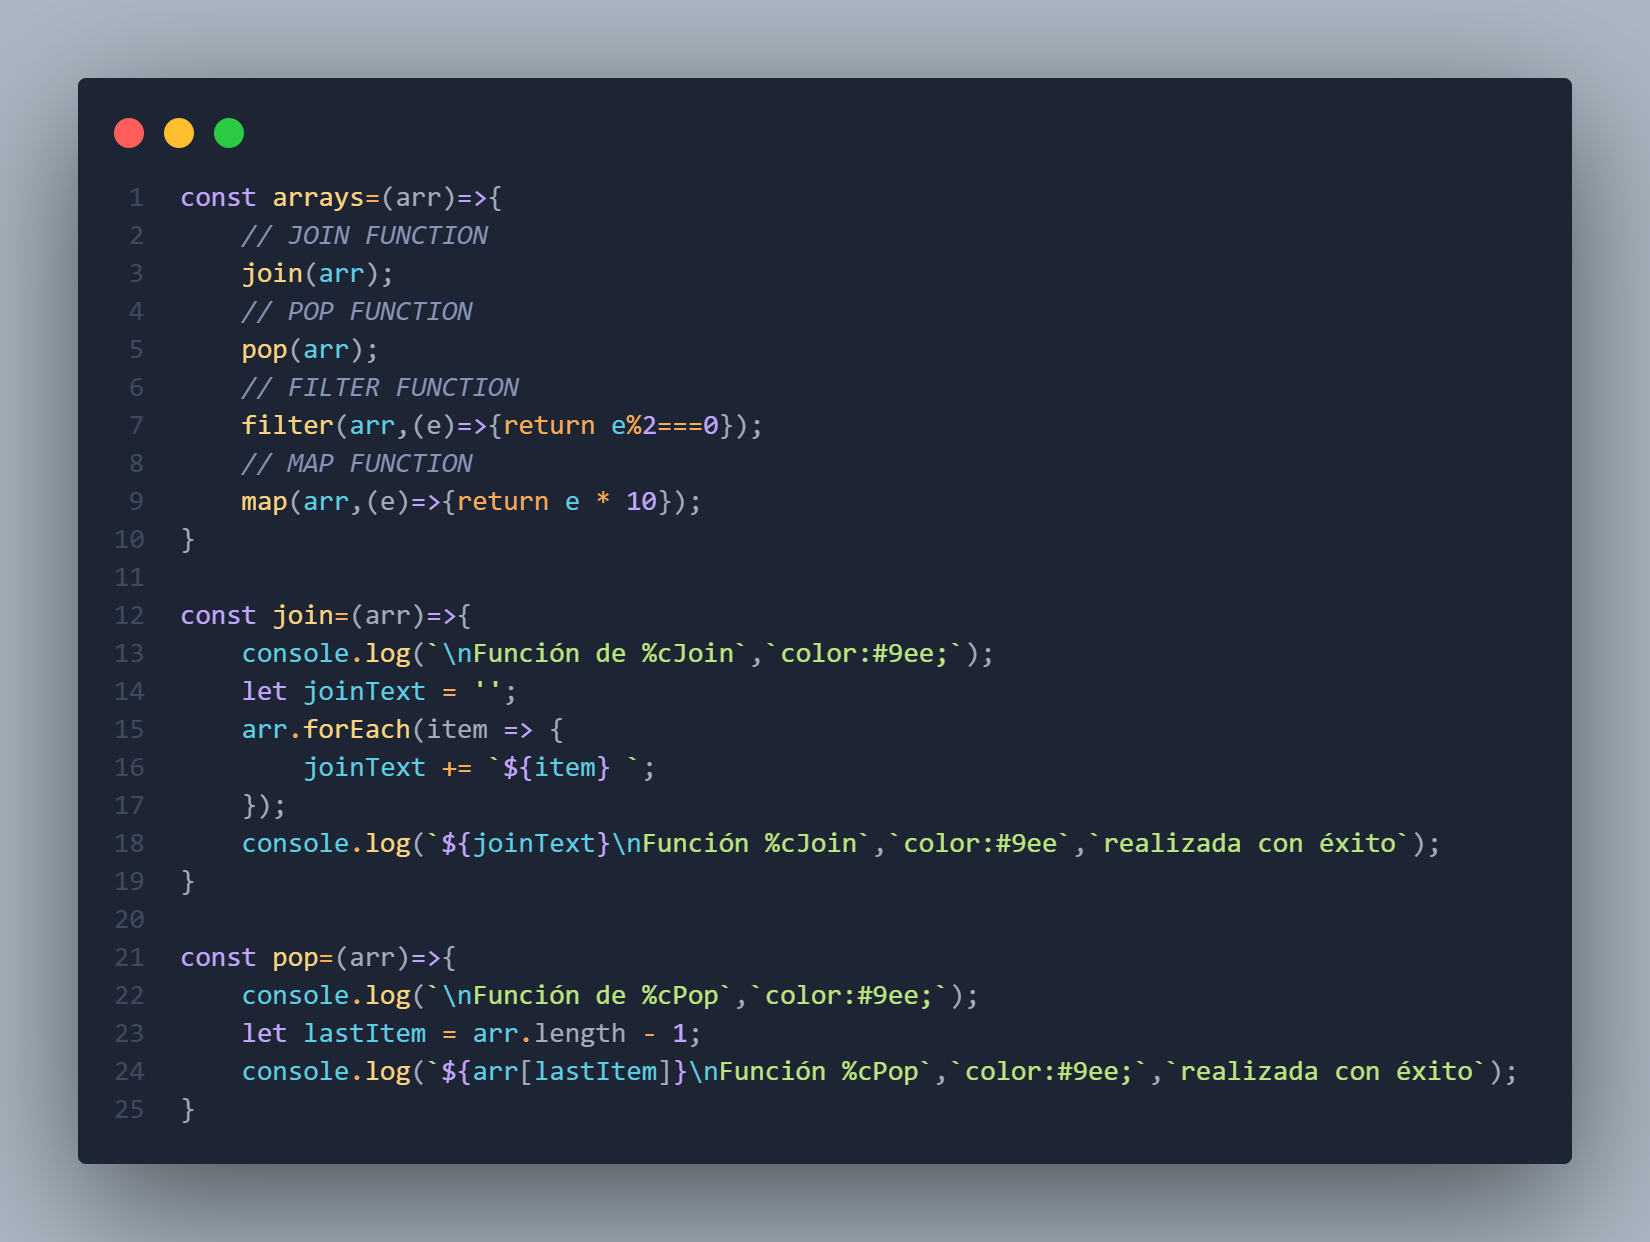 1 const arrays=(arr)=>{
2     // JOIN FUNCTION
3     join(arr);
4     // POP FUNCTION
5     pop(arr);
6     // FILTER FUNCTION
7     filter(arr,(e)=>{return e%2===0});
8     // MAP FUNCTION
9     map(arr,(e)=>{return e * 10});
10 }
11
12 const join=(arr)=>{
13     console.log(`\nFunción de %cJoin`,`color:#9ee;`);
14     let joinText = '';
15     arr.forEach(item => {
16         joinText += `${item} `;
17     });
18     console.log(`${joinText}\nFunción %cJoin`,`color:#9ee`,`realizada con éxito`);
19 }
20
21 const pop=(arr)=>{
22     console.log(`\nFunción de %cPop`,`color:#9ee;`);
23     let lastItem = arr.length - 1;
24     console.log(`${arr[lastItem]}\nFunción %cPop`,`color:#9ee;`,`realizada con éxito`);
25 }